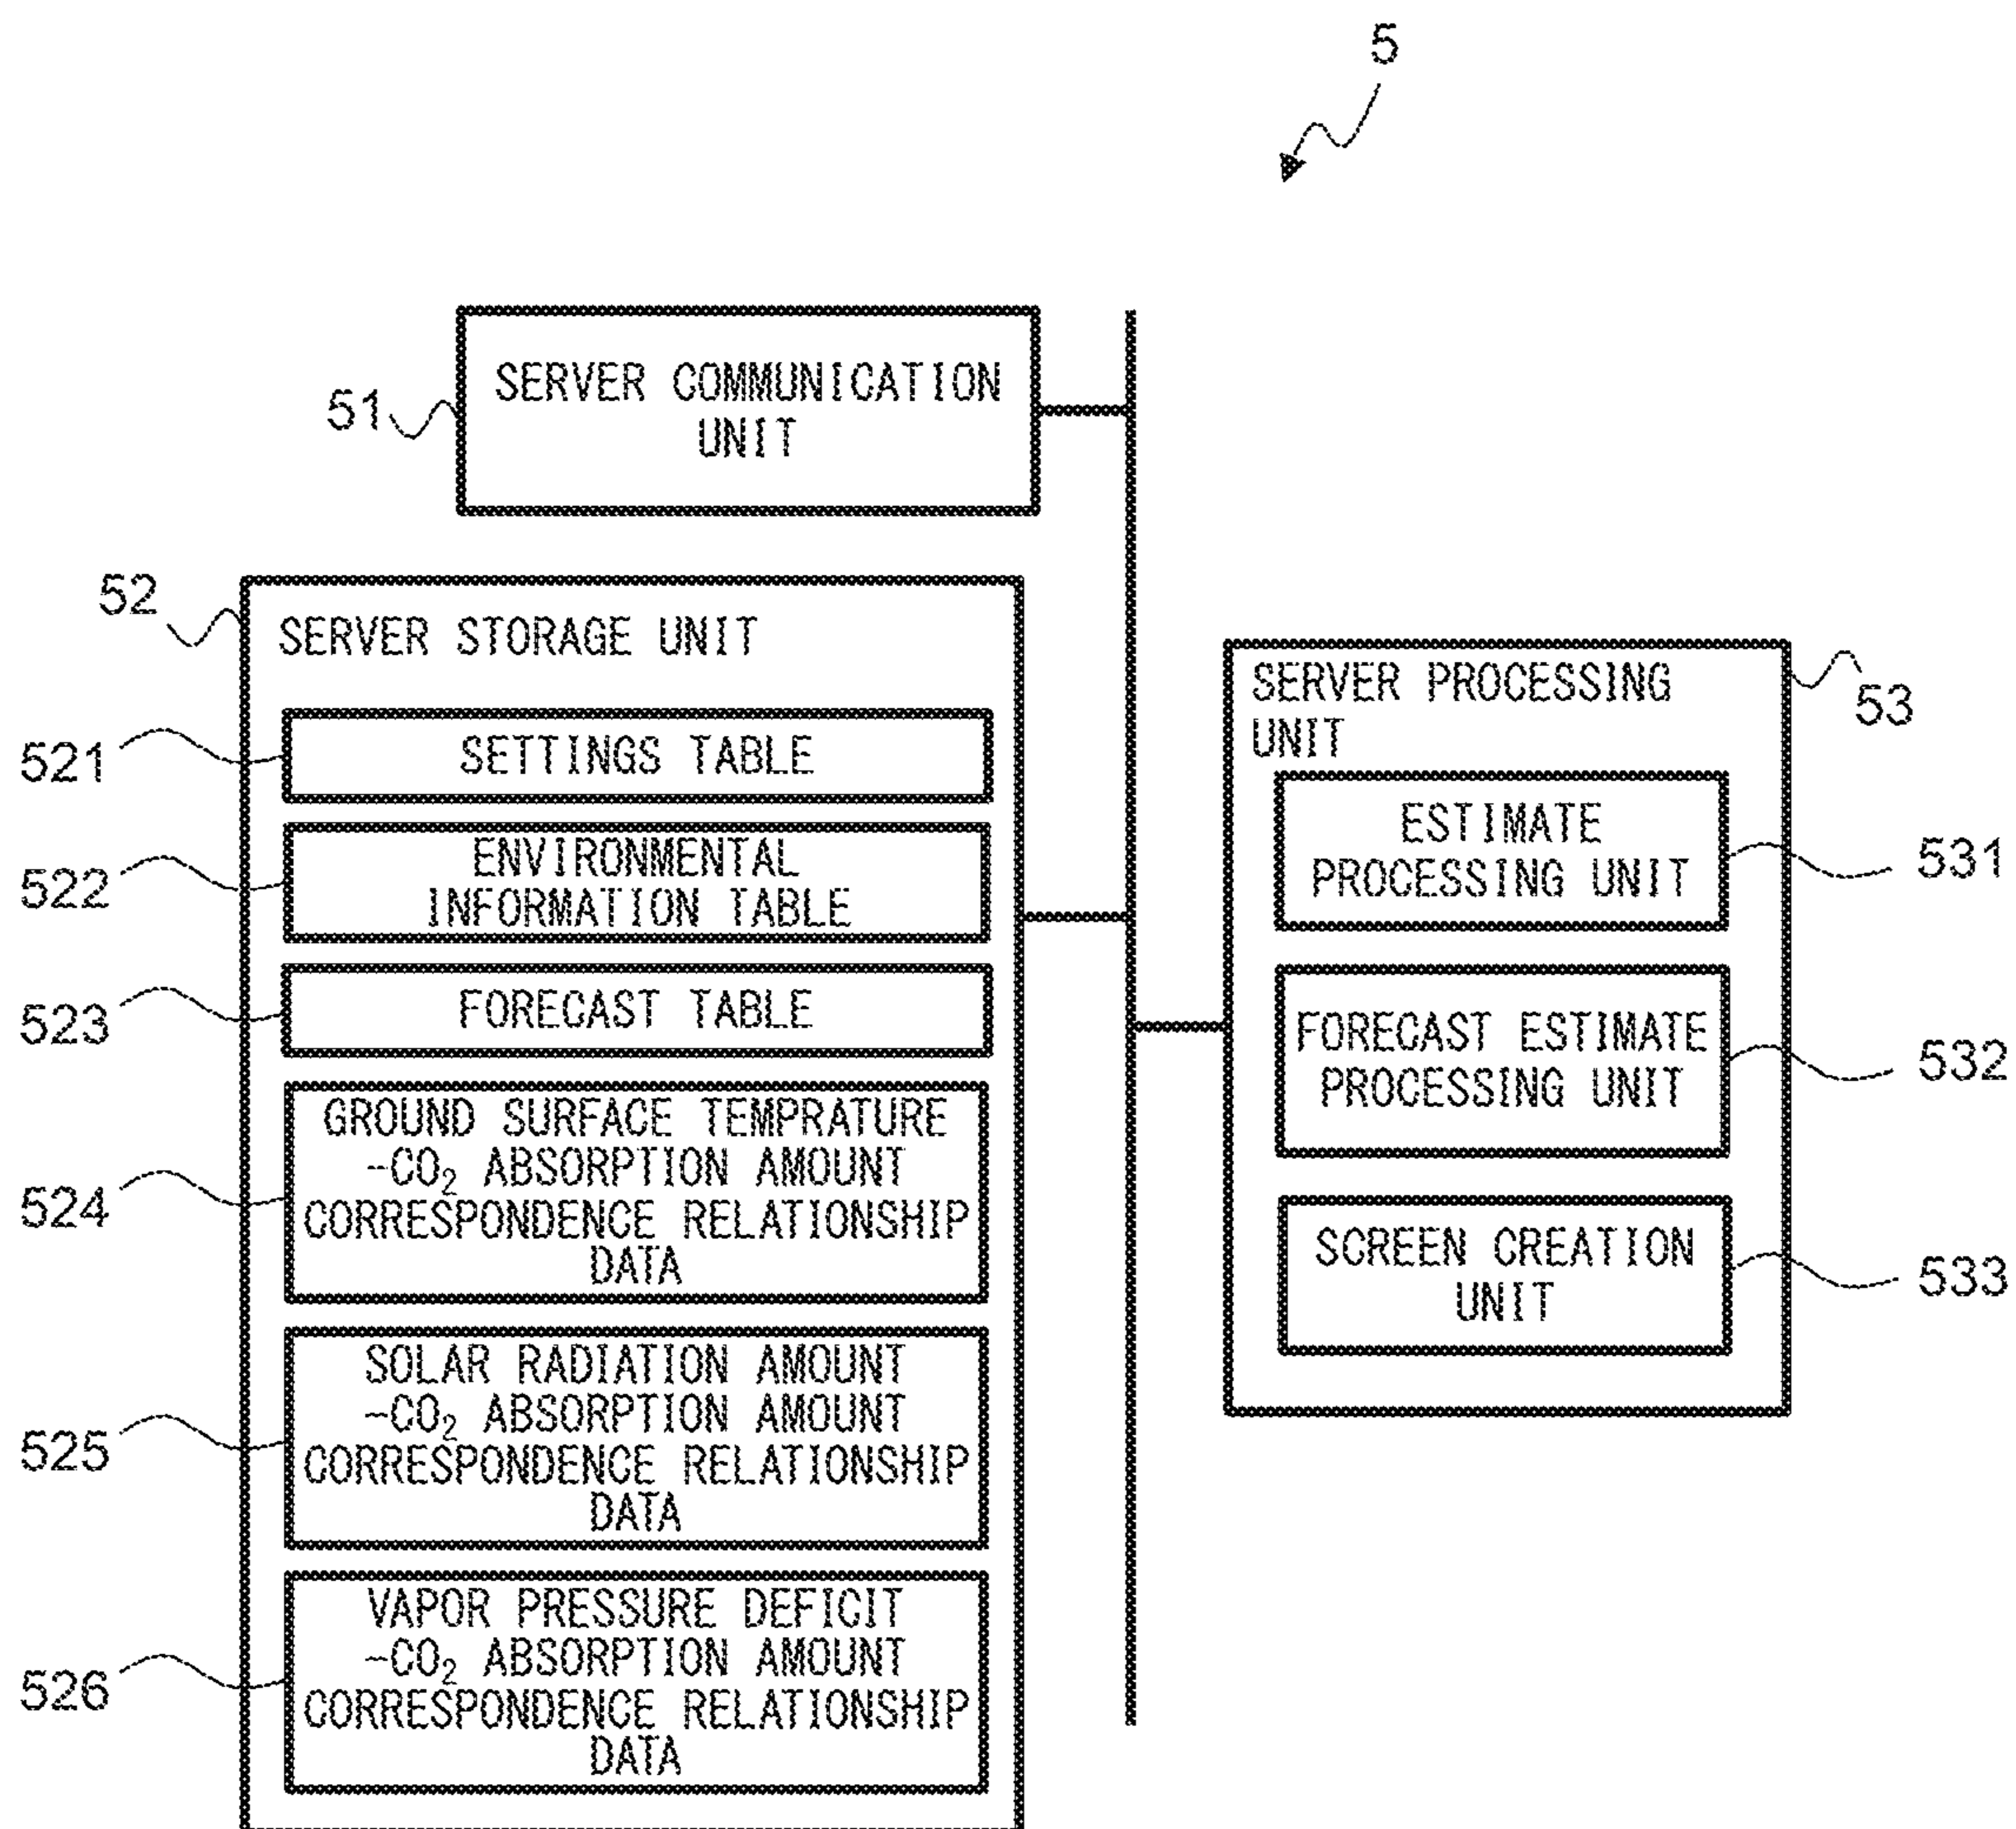 5
51
SERVER COMMUNICATION
UNIT
52
SERVER STORAGE UNIT
521
SETTINGS TABLE
522
ENVIRONMENTAL
INFORMATION TABLE
523
FORECAST TABLE
524
GROUND SURFACE TEMPRATURE
-CO₂ ABSORPTION AMOUNT
CORRESPONDENCE RELATIONSHIP
DATA
525
SOLAR RADIATION AMOUNT
-CO₂ ABSORPTION AMOUNT
CORRESPONDENCE RELATIONSHIP
DATA
526
VAPOR PRESSURE DEFICIT
-CO₂ ABSORPTION AMOUNT
CORRESPONDENCE RELATIONSHIP
DATA
53
SERVER PROCESSING
UNIT
ESTIMATE
PROCESSING UNIT
531
FORECAST ESTIMATE
PROCESSING UNIT
532
SCREEN CREATION
UNIT
533